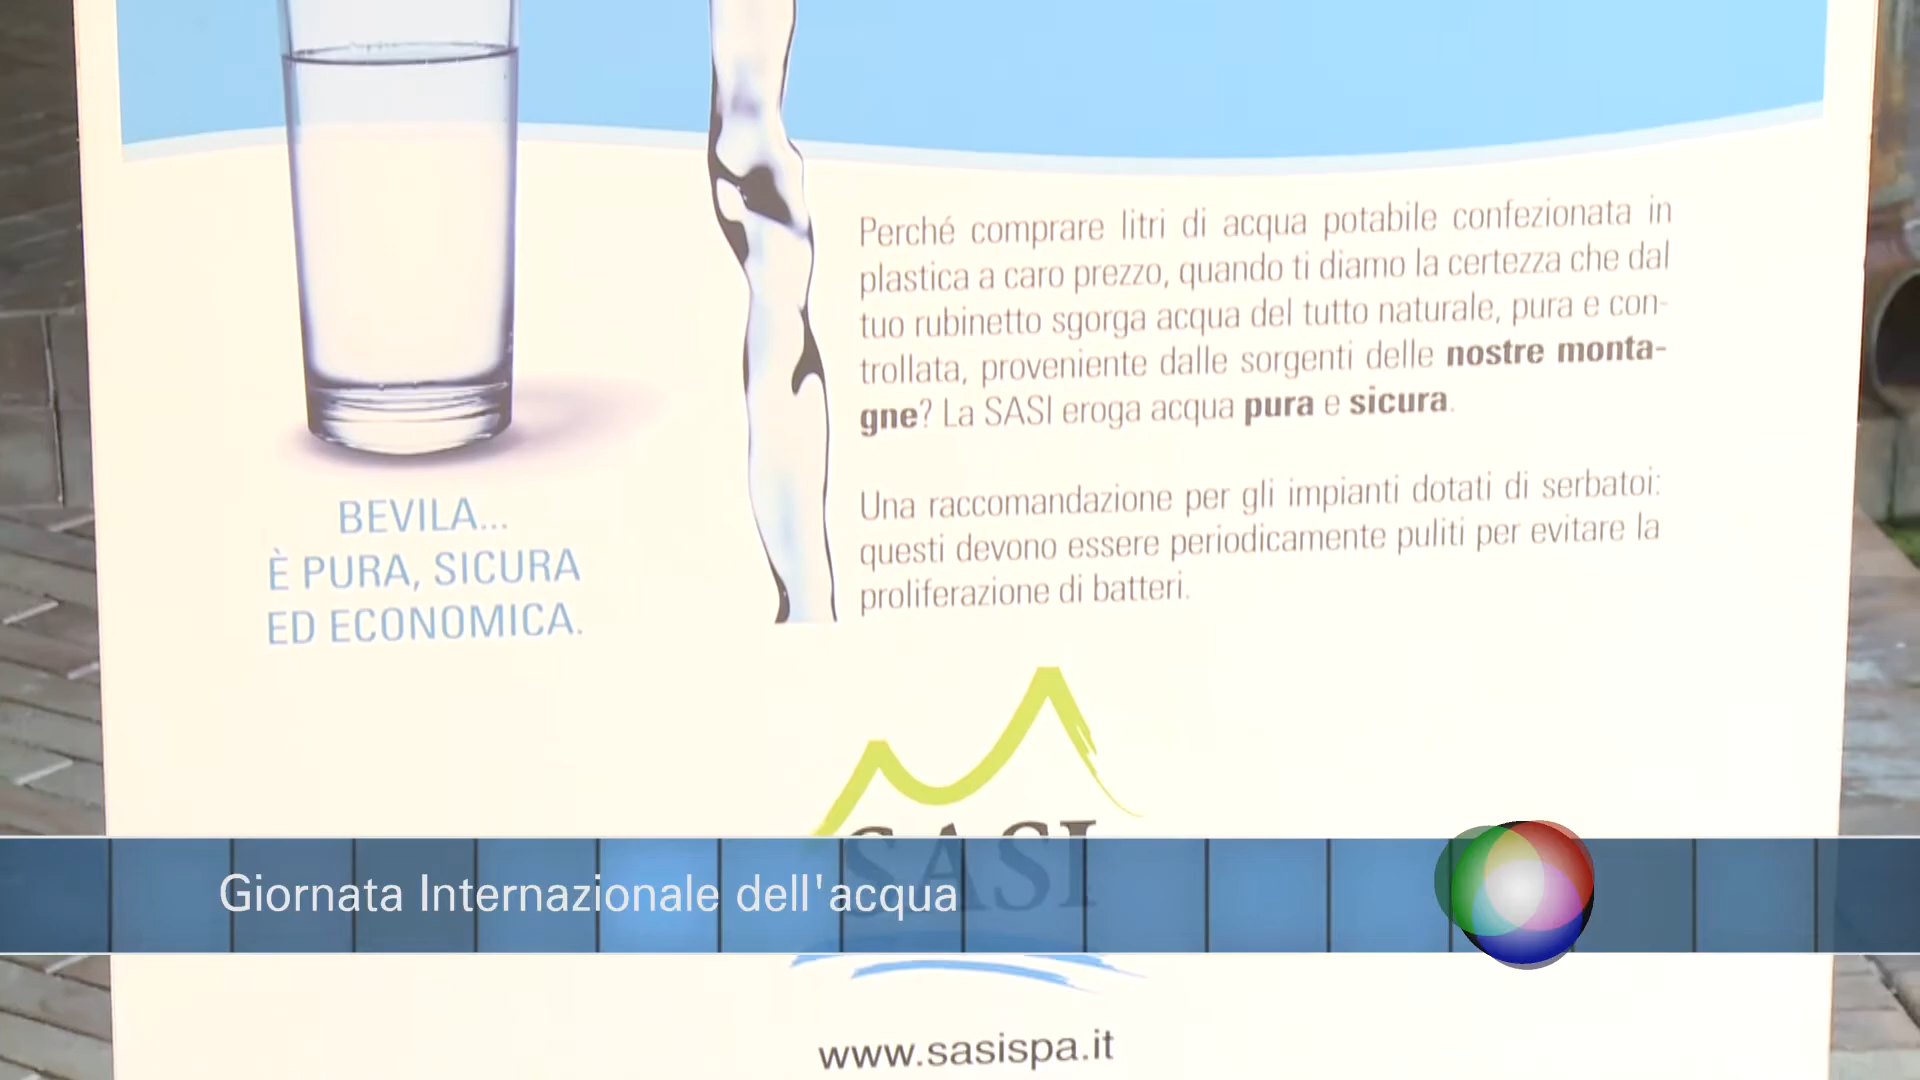 Perché comprare litri di acqua potabile confezionata in
plastica a caro prezzo, quando ti diamo la certezza che dal
tuo rubinetto sgorga acqua del tutto naturale, pura e con-
trollata, proveniente dalle sorgenti delle nostre monta-
gne? La SASI eroga acqua pura e sicura.
Una raccomandazione per gli impianti dotati di serbatoi:
questi devono essere periodicamente puliti per evitare la
proliferazione di batteri.
BEVILA...
È PURA, SICURA
ED ECONOMICA.
SASI
Giornata Internazionale dell'acqua
www.sasispa.it